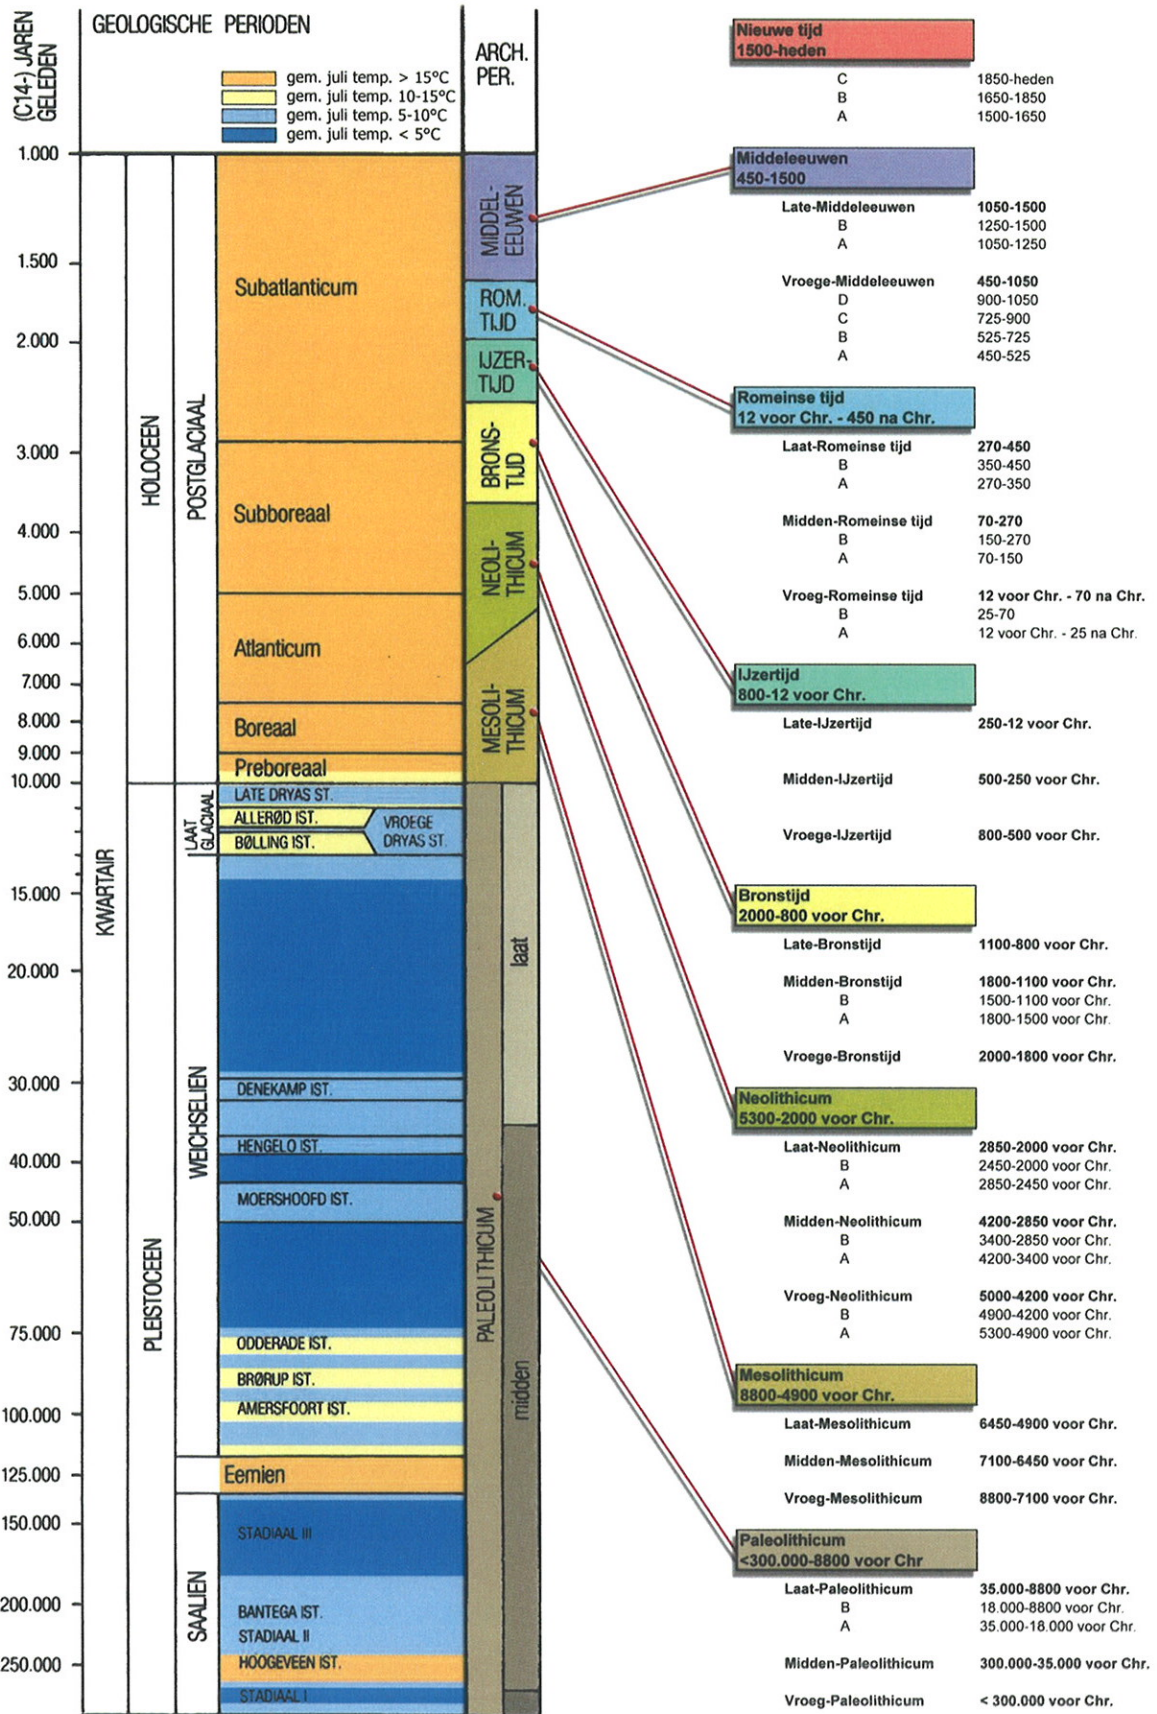 (C14-) JAREN
GELEDEN
GEOLOGISCHE PERIODEN
gem. juli temp. > 15°C
gem. juli temp. 10-15°C
gem. juli temp. 5-10°C
gem. juli temp. < 5°C
ARCH.
PER.
1.000
1.500
2.000
3.000
4.000
5.000
6.000
7.000
8.000
9.000
10.000
15.000
20.000
30.000
40.000
50.000
75.000
100.000
125.000
150.000
200.000
250.000
KWARTAIR
HOLOCEEN
PLEISTOCEEN
POSTGLACIAAL
LAAT
GLACIAAL
WEICHSELIEN
SAALIEN
Subatlanticum
Subboreaal
Atlanticum
Boreaal
Preboreaal
LATE DRYAS ST.
ALLERØD IST.
VROEGE
DRYAS ST.
BØLLING IST.
DENEKAMP IST.
HENGELO IST.
MOERSHOOFD IST.
ODDERADE IST.
BRØRUP IST.
AMERSFOORT IST.
Eemien
STADIAAL III
BANTEGA IST.
STADIAAL II
HOOGEVEEN IST.
STADIAAL I
MIDDEL-
EEUWEN
ROM.
TIJD
IJZER-
TIJD
BRONS-
TIJD
NEOLI-
THICUM
MESOLI-
THICUM
PALEOLITHICUM
laat
midden
Nieuwe tijd
1500-heden
C 1850-heden
B 1650-1850
A 1500-1650
Middeleeuwen
450-1500
Late-Middeleeuwen 1050-1500
B 1250-1500
A 1050-1250
Vroege-Middeleeuwen 450-1050
D 900-1050
C 725-900
B 525-725
A 450-525
Romeinse tijd
12 voor Chr. - 450 na Chr.
Laat-Romeinse tijd 270-450
B 350-450
A 270-350
Midden-Romeinse tijd 70-270
B 150-270
A 70-150
Vroeg-Romeinse tijd 12 voor Chr. - 70 na Chr.
B 25-70
A 12 voor Chr. - 25 na Chr.
IJzertijd
800-12 voor Chr.
Late-IJzertijd 250-12 voor Chr.
Midden-IJzertijd 500-250 voor Chr.
Vroege-IJzertijd 800-500 voor Chr.
Bronstijd
2000-800 voor Chr.
Late-Bronstijd 1100-800 voor Chr.
Midden-Bronstijd 1800-1100 voor Chr.
B 1500-1100 voor Chr.
A 1800-1500 voor Chr.
Vroege-Bronstijd 2000-1800 voor Chr.
Neolithicum
5300-2000 voor Chr.
Laat-Neolithicum 2850-2000 voor Chr.
B 2450-2000 voor Chr.
A 2850-2450 voor Chr.
Midden-Neolithicum 4200-2850 voor Chr.
B 3400-2850 voor Chr.
A 4200-3400 voor Chr.
Vroeg-Neolithicum 5000-4200 voor Chr.
B 4900-4200 voor Chr.
A 5300-4900 voor Chr.
Mesolithicum
8800-4900 voor Chr.
Laat-Mesolithicum 6450-4900 voor Chr.
Midden-Mesolithicum 7100-6450 voor Chr.
Vroeg-Mesolithicum 8800-7100 voor Chr.
Paleolithicum
<300.000-8800 voor Chr
Laat-Paleolithicum 35.000-8800 voor Chr.
B 18.000-8800 voor Chr.
A 35.000-18.000 voor Chr.
Midden-Paleolithicum 300.000-35.000 voor Chr.
Vroeg-Paleolithicum < 300.000 voor Chr.